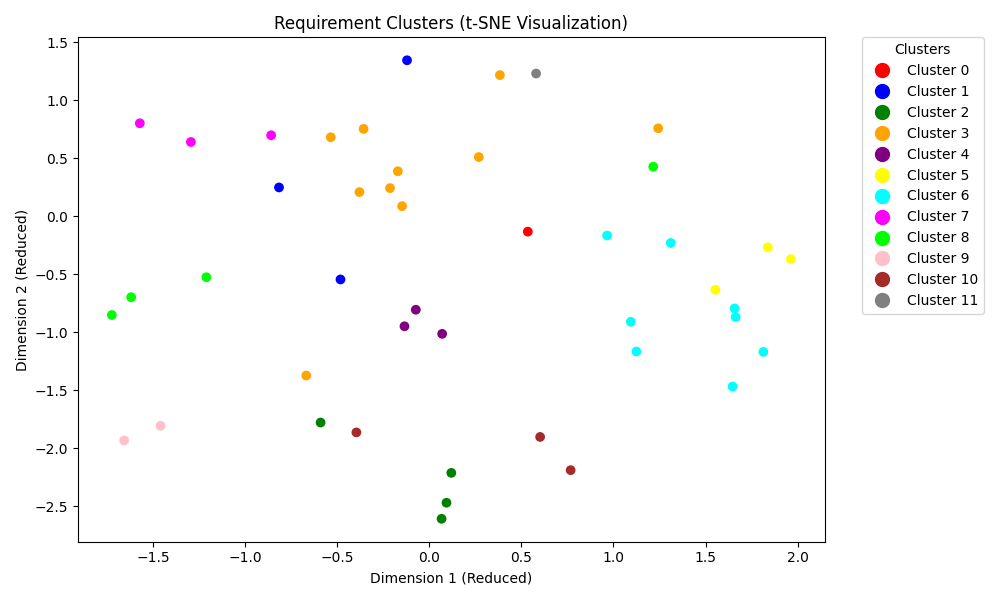 Requirement Clusters (t-SNE Visualization)
Dimension 2 (Reduced)
1.5
1.0
0.5
0.0
−0.5
−1.0
−1.5
−2.0
−2.5
−1.5
−1.0
−0.5
0.0
0.5
1.0
1.5
2.0
Dimension 1 (Reduced)
Clusters
Cluster 0
Cluster 1
Cluster 2
Cluster 3
Cluster 4
Cluster 5
Cluster 6
Cluster 7
Cluster 8
Cluster 9
Cluster 10
Cluster 11